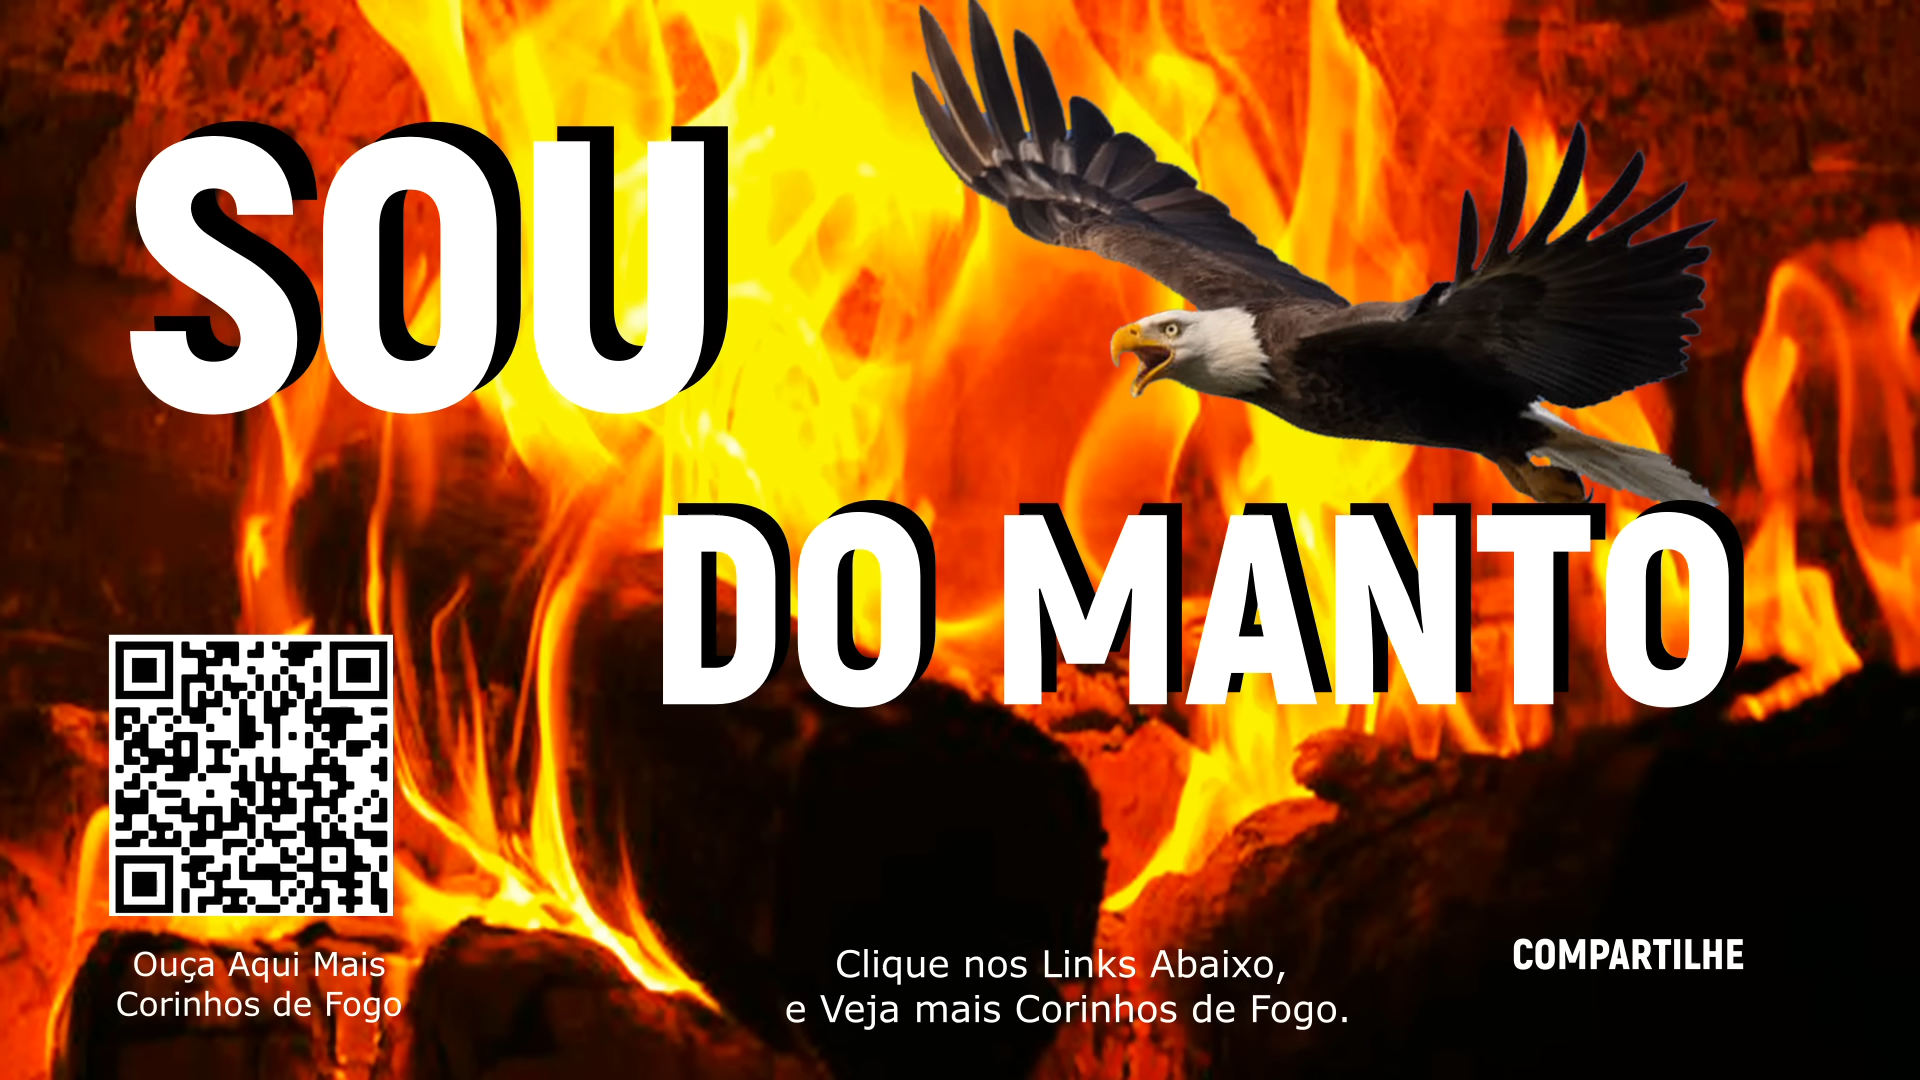 SOU
DO MANTO
Ouça Aqui Mais
Corinhos de Fogo
Clique nos Links Abaixo,
e Veja mais Corinhos de Fogo.
COMPARTILHE